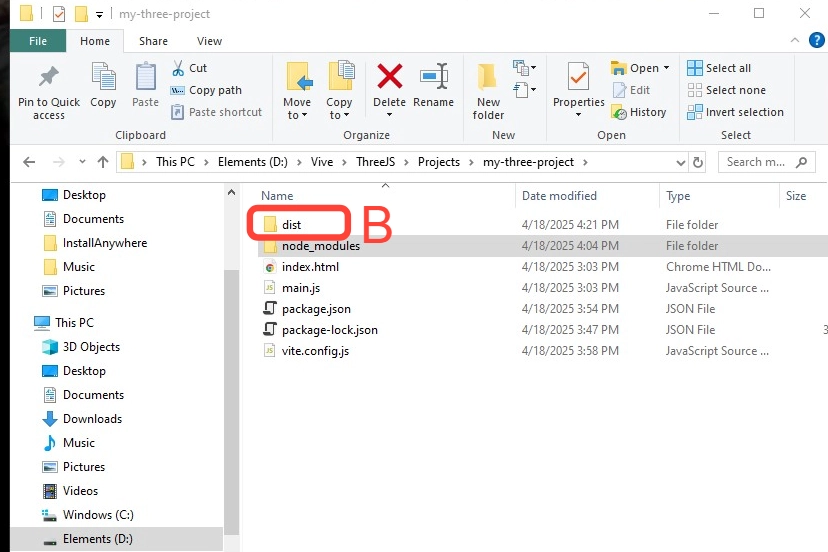 my-three-project
File Home Share View
Pin to Quick access
Copy
Paste
Cut
Copy path
Paste shortcut
Clipboard
Move to
Copy to
Delete
Rename
Organize
New folder
New
Properties
Open
Edit
History
Open
Select all
Select none
Invert selection
Select
This PC > Elements (D:) > Vive > ThreeJS > Projects > my-three-project >
Search m...
Desktop
Documents
InstallAnywhere
Music
Pictures
This PC
3D Objects
Desktop
Documents
Downloads
Music
Pictures
Videos
Windows (C:)
Elements (D:)
Name Date modified Type Size
dist 4/18/2025 4:21 PM File folder
B
node_modules 4/18/2025 4:04 PM File folder
index.html 4/18/2025 3:03 PM Chrome HTML Do...
main.js 4/18/2025 3:03 PM JavaScript Source ...
package.json 4/18/2025 3:54 PM JSON File
package-lock.json 4/18/2025 3:47 PM JSON File 3
vite.config.js 4/18/2025 3:58 PM JavaScript Source ...